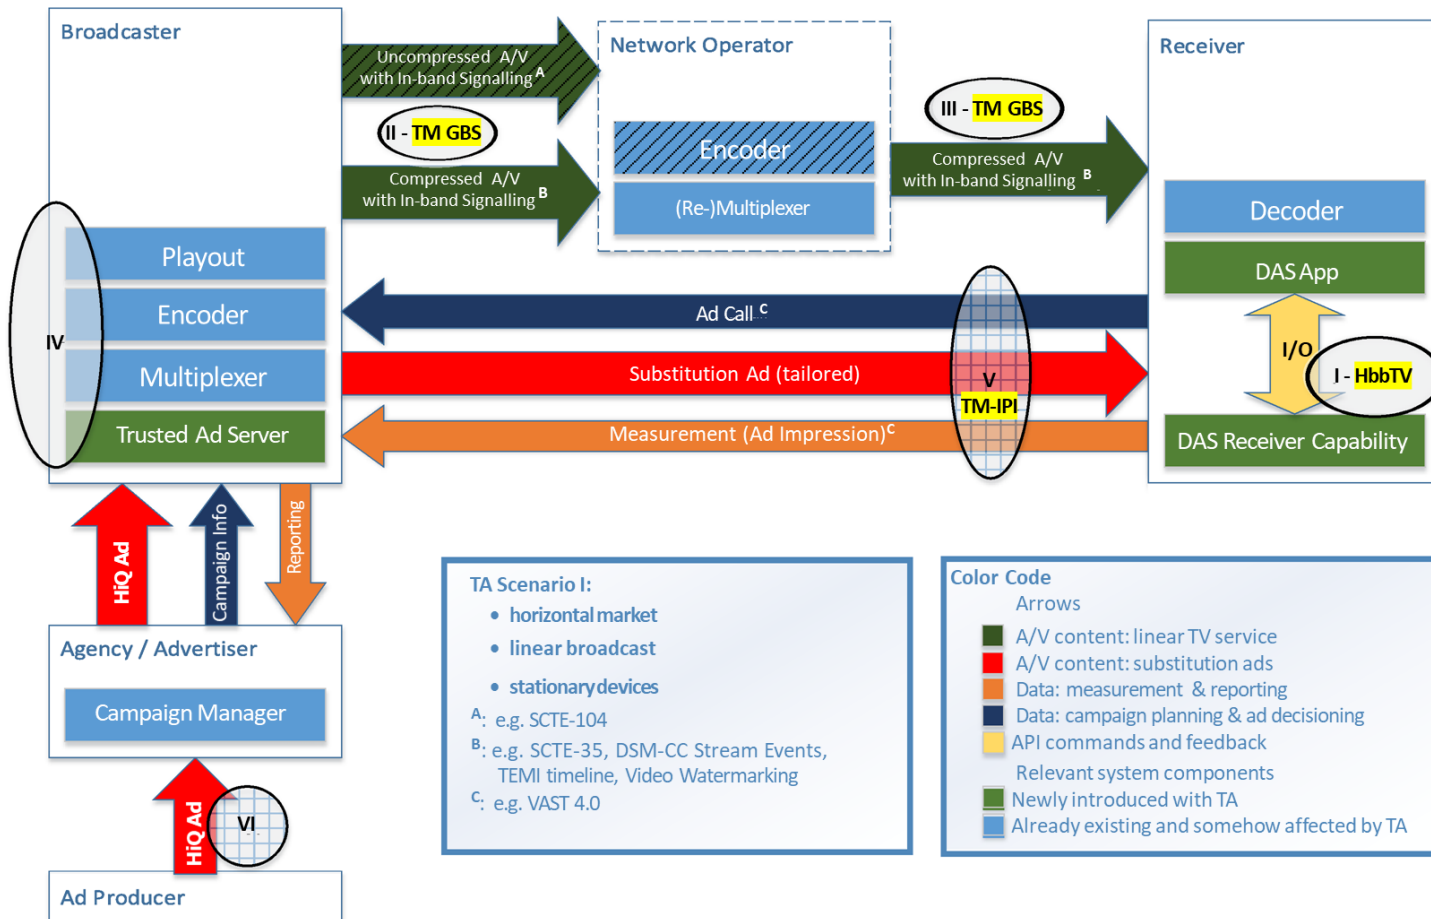 Broadcaster
Uncompressed A/V
with In-band Signalling A
II - TM GBS
Compressed A/V
with In-band Signalling B
Network Operator
Encoder
(Re-)Multiplexer
III - TM GBS
Compressed A/V
with In-band Signalling B
Receiver
Decoder
DAS App
I/O
I - HbbTV
DAS Receiver Capability
IV
Playout
Encoder
Multiplexer
Trusted Ad Server
Ad Call C
Substitution Ad (tailored)
Measurement (Ad Impression) C
V
TM-IPI
HiQ Ad
Campaign Info
Reporting
Agency / Advertiser
Campaign Manager
HiQ Ad
VI
Ad Producer
TA Scenario I:
• horizontal market
• linear broadcast
• stationary devices
A: e.g. SCTE-104
B: e.g. SCTE-35, DSM-CC Stream Events,
TEMI timeline, Video Watermarking
C: e.g. VAST 4.0
Color Code
Arrows
A/V content: linear TV service
A/V content: substitution ads
Data: measurement & reporting
Data: campaign planning & ad decisioning
API commands and feedback
Relevant system components
Newly introduced with TA
Already existing and somehow affected by TA